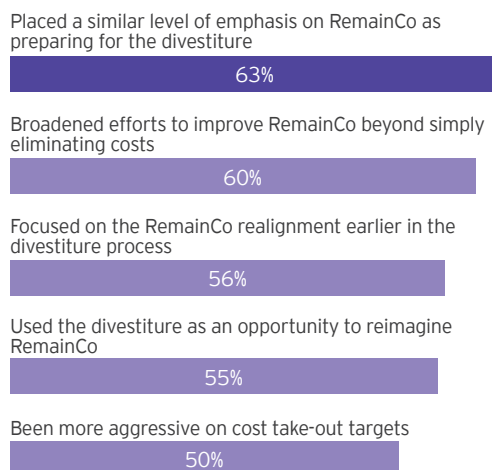 Placed a similar level of emphasis on RemainCo as
preparing for the divestiture
63%
Broadened efforts to improve RemainCo beyond simply
eliminating costs
60%
Focused on the RemainCo realignment earlier in the
divestiture process
56%
Used the divestiture as an opportunity to reimagine
RemainCo
55%
Been more aggressive on cost take-out targets
50%